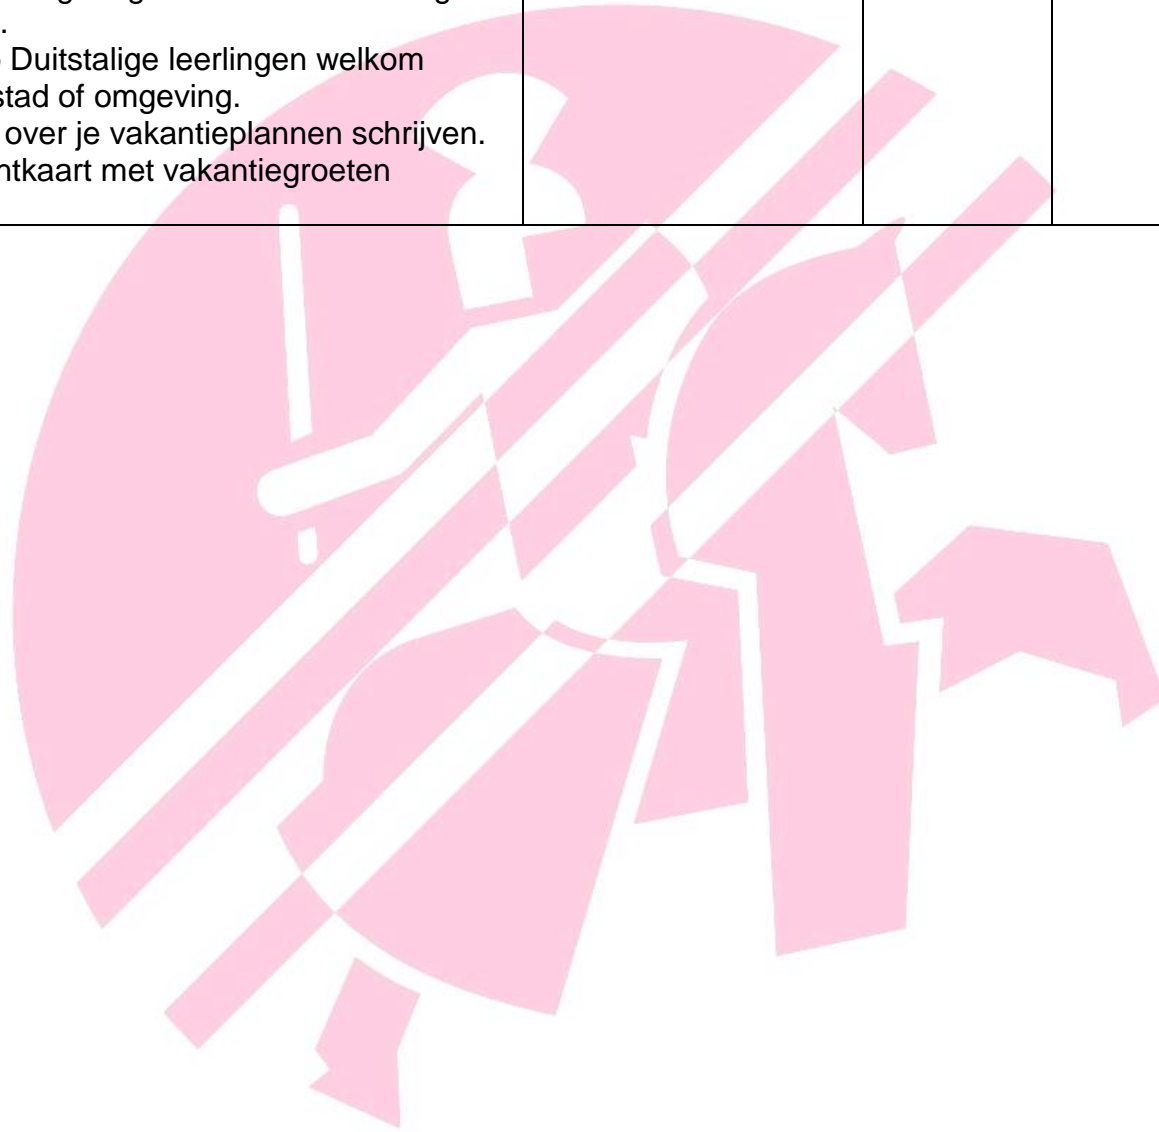 .
Duitstalige leerlingen welkom
stad of omgeving.
over je vakantieplannen schrijven.
ntkaart met vakantiegroeten